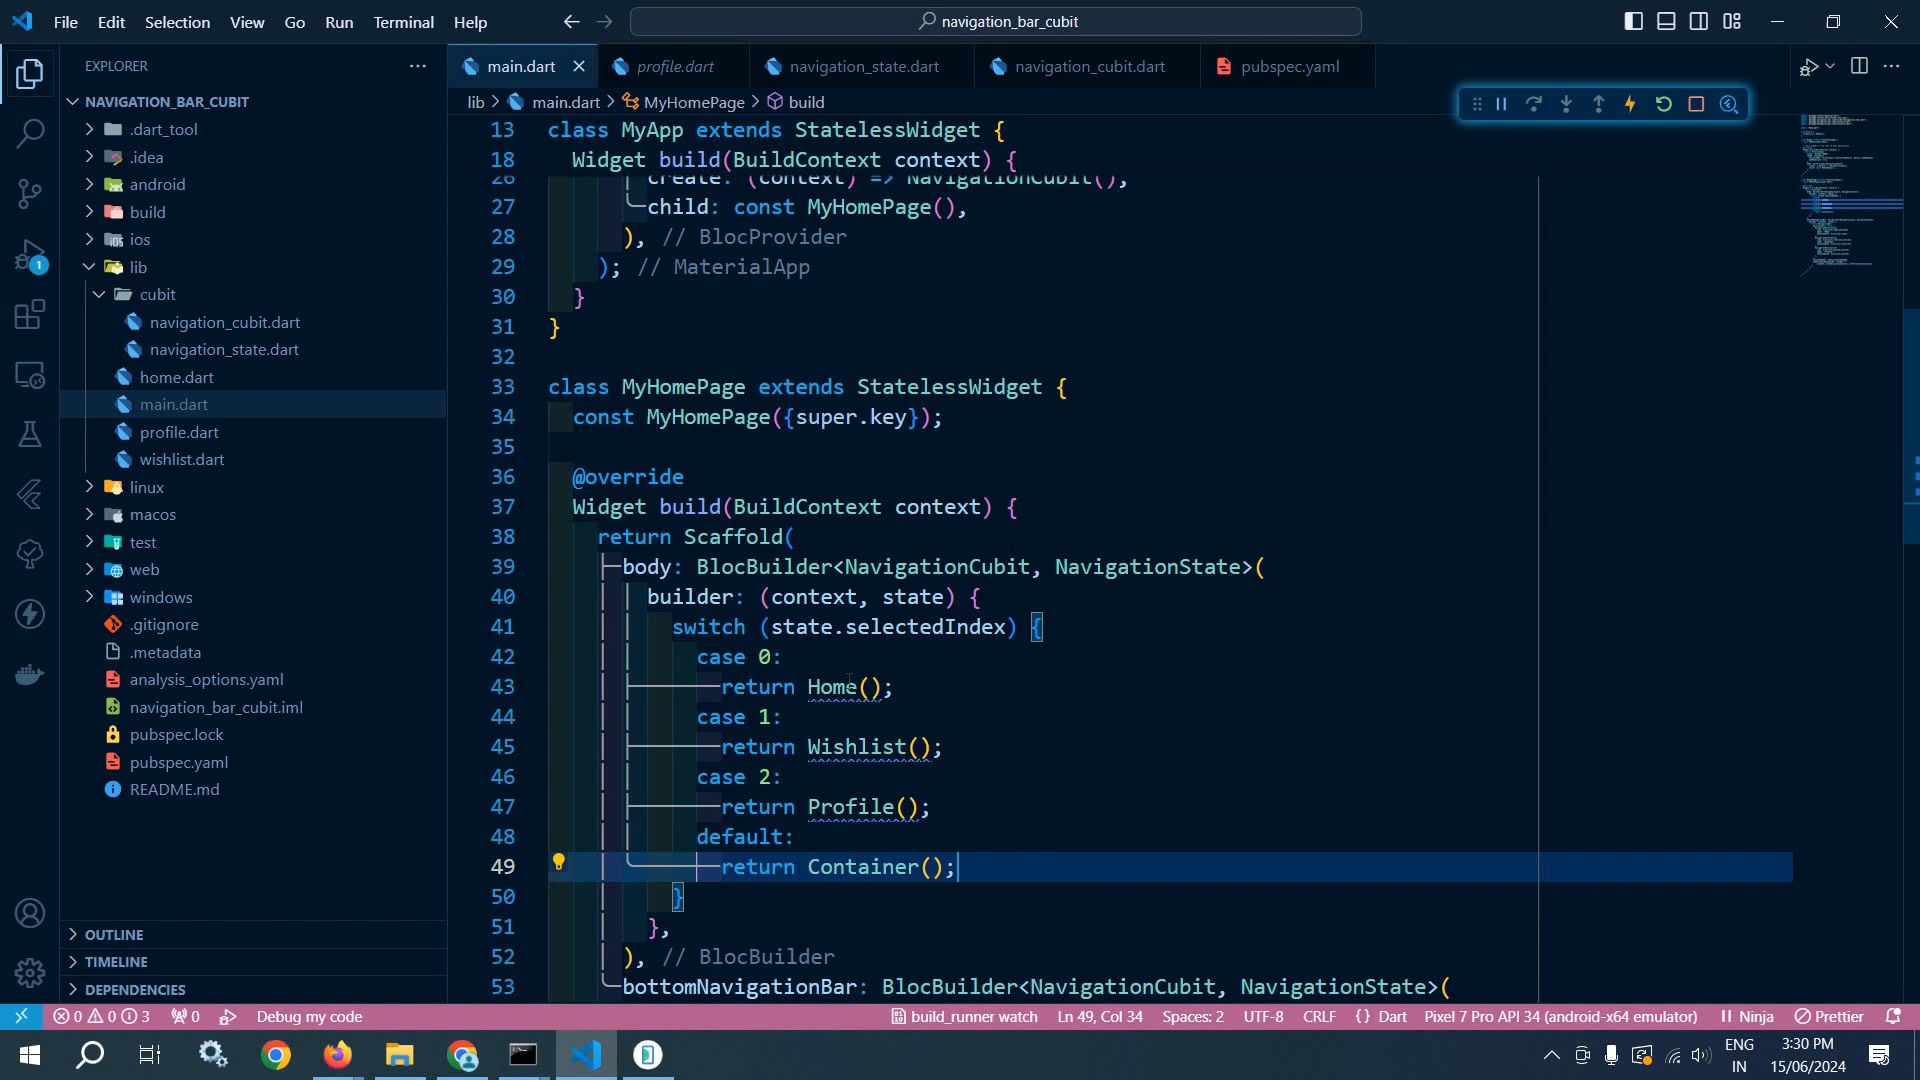 File Edit Selection View Go Run Terminal Help
navigation_bar_cubit
EXPLORER
NAVIGATION_BAR_CUBIT
.dart_tool
.idea
android
build
ios
lib
cubit
navigation_cubit.dart
navigation_state.dart
home.dart
main.dart
profile.dart
wishlist.dart
linux
macos
test
web
windows
.gitignore
.metadata
analysis_options.yaml
navigation_bar_cubit.iml
pubspec.lock
pubspec.yaml
README.md
OUTLINE
TIMELINE
DEPENDENCIES
1
main.dart profile.dart navigation_state.dart navigation_cubit.dart pubspec.yaml
lib main.dart MyHomePage build
13 class MyApp extends StatelessWidget {
18 Widget build(BuildContext context) {
26 create: (context) => NavigationCubit(),
27 child: const MyHomePage(),
28 ), // BlocProvider
29 ); // MaterialApp
30 }
31 }
32
33 class MyHomePage extends StatelessWidget {
34 const MyHomePage({super.key});
35
36 @override
37 Widget build(BuildContext context) {
38 return Scaffold(
39 body: BlocBuilder<NavigationCubit, NavigationState>(
40 builder: (context, state) {
41 switch (state.selectedIndex) {
42 case 0:
43 return Home();
44 case 1:
45 return Wishlist();
46 case 2:
47 return Profile();
48 default:
49 return Container();
50 }
51 },
52 ), // BlocBuilder
53 bottomNavigationBar: BlocBuilder<NavigationCubit, NavigationState>(
0 0 3 0 Debug my code build_runner watch Ln 49, Col 34 Spaces: 2 UTF-8 CRLF {} Dart Pixel 7 Pro API 34 (android-x64 emulator) Ninja Prettier
ENG
IN
3:30 PM
15/06/2024